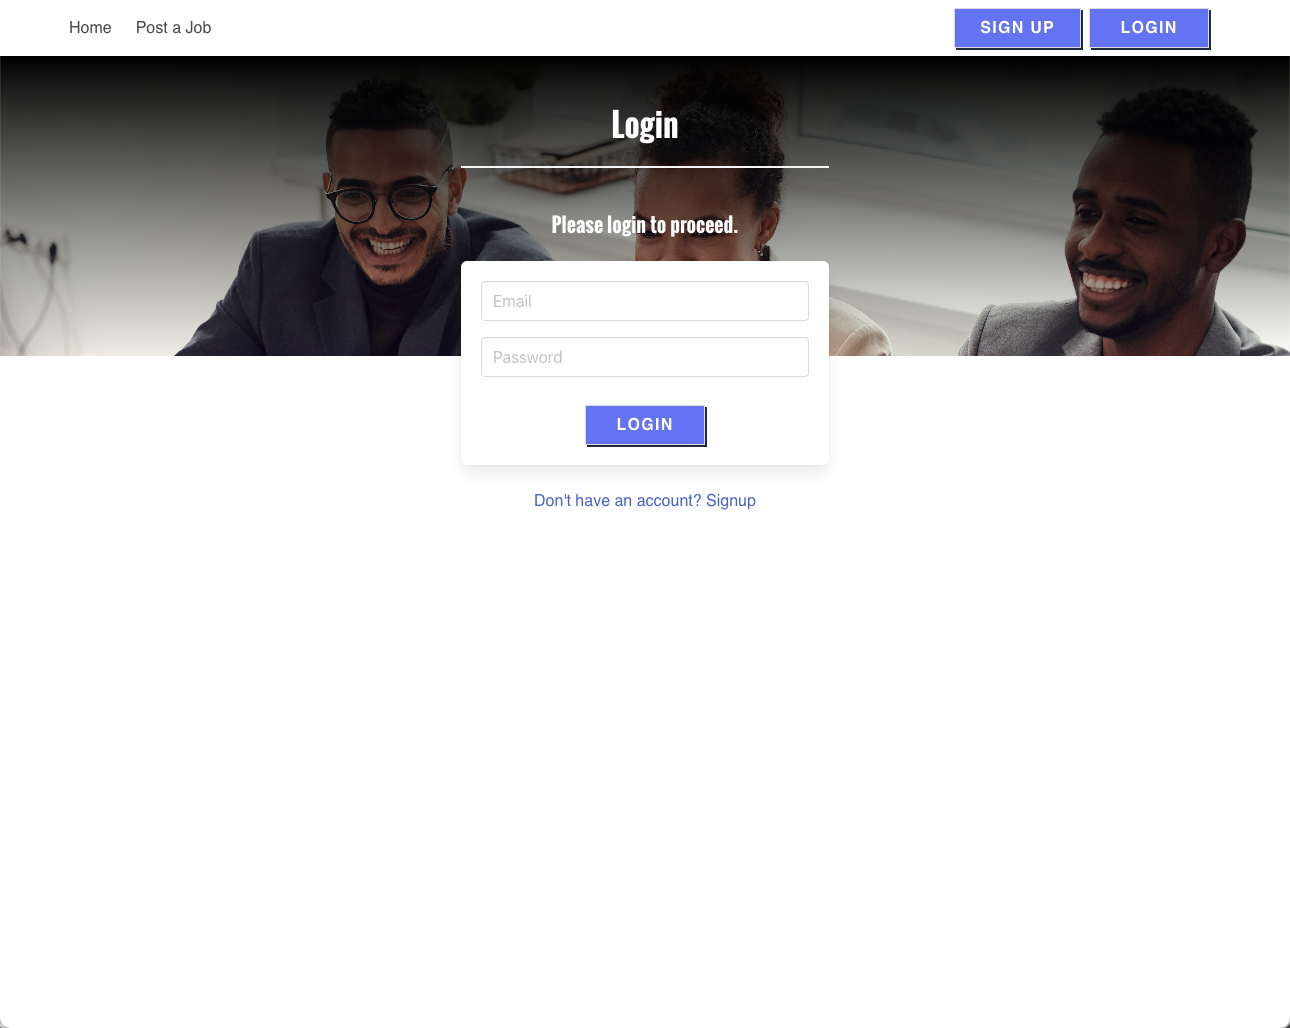 Home Post a Job SIGN UP LOGIN
Login
Please login to proceed.
Email
Password
LOGIN
Don't have an account? Signup